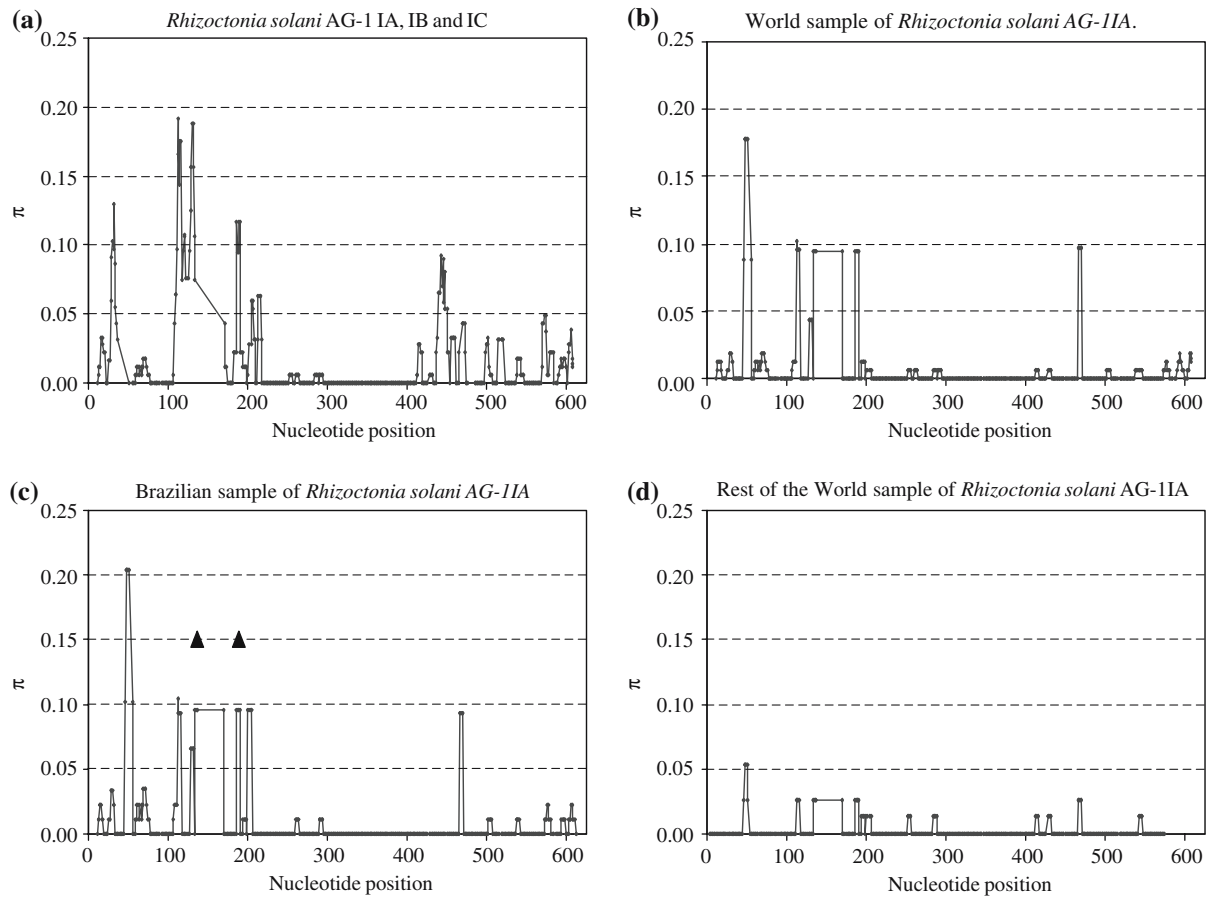 (a) Rhizoctonia solani AG-1 IA, IB and IC
0.25
0.20
0.15
0.10
0.05
0.00
π
0 100 200 300 400 500 600
Nucleotide position
(b) World sample of Rhizoctonia solani AG-1IA.
0.25
0.20
0.15
0.10
0.05
0.00
π
0 100 200 300 400 500 600
Nucleotide position
(c) Brazilian sample of Rhizoctonia solani AG-1IA
0.25
0.20
0.15
0.10
0.05
0.00
π
0 100 200 300 400 500 600
Nucleotide position
(d) Rest of the World sample of Rhizoctonia solani AG-1IA
0.25
0.20
0.15
0.10
0.05
0.00
π
0 100 200 300 400 500 600
Nucleotide position